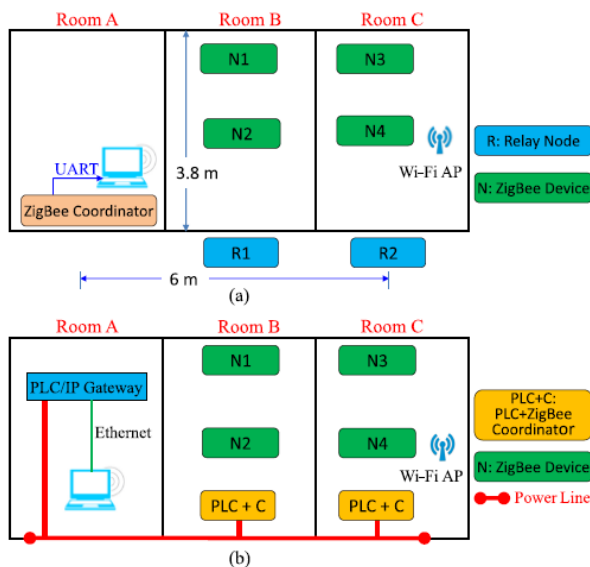 Room A
Room B
Room C
N1
N3
N2
N4
3.8 m
UART
Wi-Fi AP
ZigBee Coordinator
R: Relay Node
N: ZigBee Device
R1
R2
6 m
(a)
Room A
Room B
Room C
PLC/IP Gateway
N1
N3
Ethernet
N2
N4
Wi-Fi AP
PLC+C:
PLC+ZigBee
Coordinator
N: ZigBee Device
Power Line
PLC + C
PLC + C
(b)